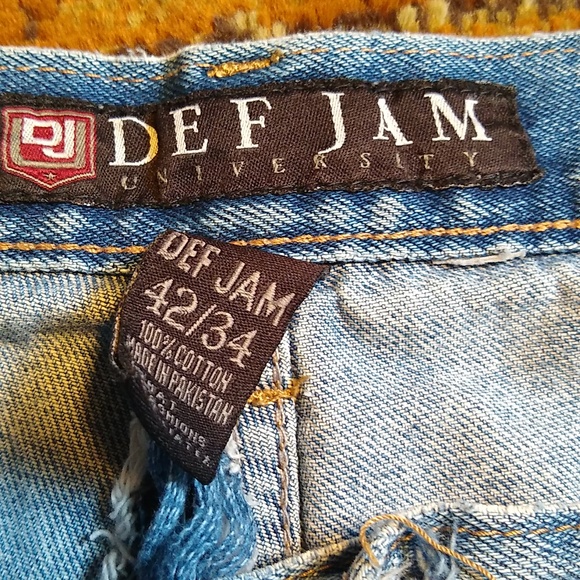 DJ
DEF JAM
UNIVERSITY
DEF JAM
42/34
100% COTTON
MADE IN PAKISTAN